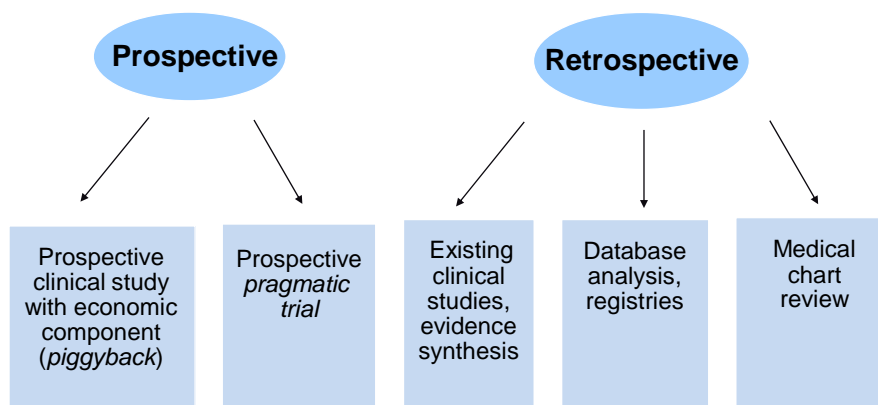 Prospective
Retrospective
Prospective
clinical study
with economic
component
(piggyback)
Prospective
pragmatic
trial
Existing
clinical
studies,
evidence
synthesis
Database
analysis,
registries
Medical
chart
review